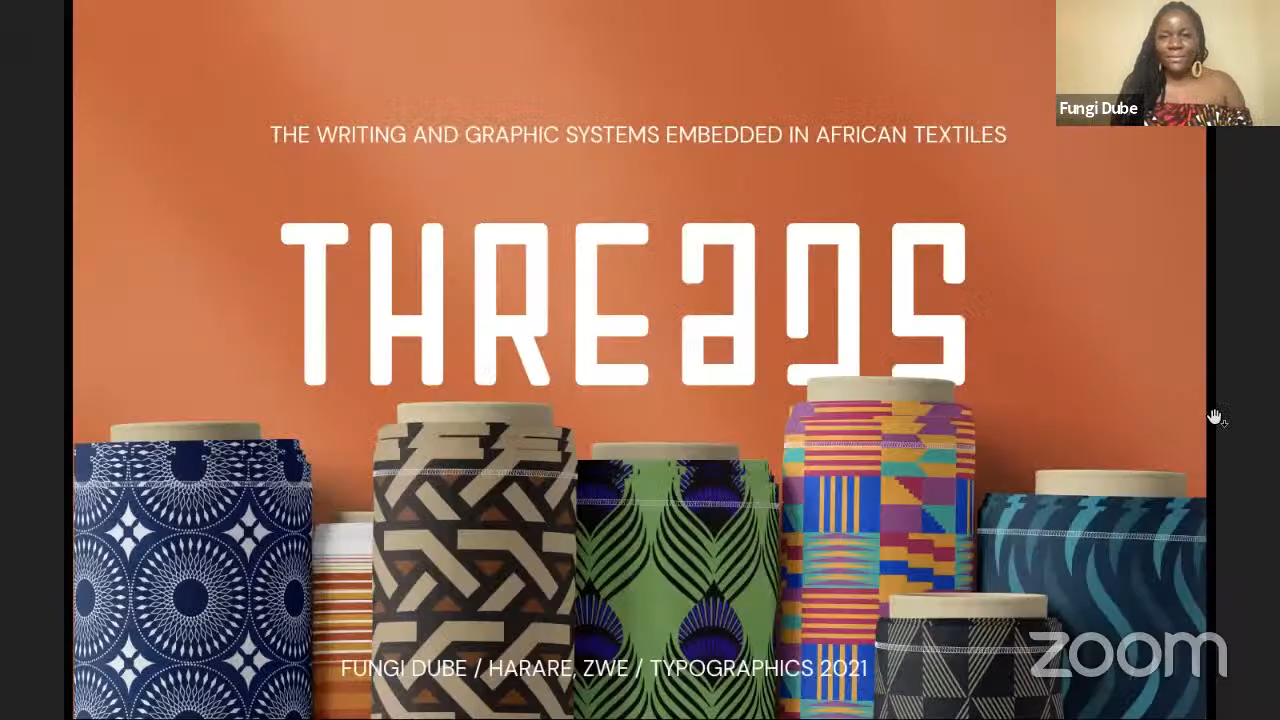 Fungi Dube
THE WRITING AND GRAPHIC SYSTEMS EMBEDDED IN AFRICAN TEXTILES
THREADS
FUNGI DUBE / HARARE, ZWE / TYPOGRAPHICS 2021
zoom